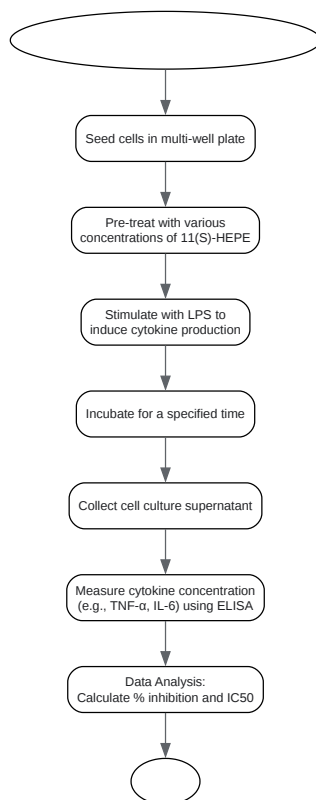 Seed cells in multi-well plate
Pre-treat with various
concentrations of 11(S)-HEPE
Stimulate with LPS to
induce cytokine production
Incubate for a specified time
Collect cell culture supernatant
Measure cytokine concentration
(e.g., TNF-α, IL-6) using ELISA
Data Analysis:
Calculate % inhibition and IC50